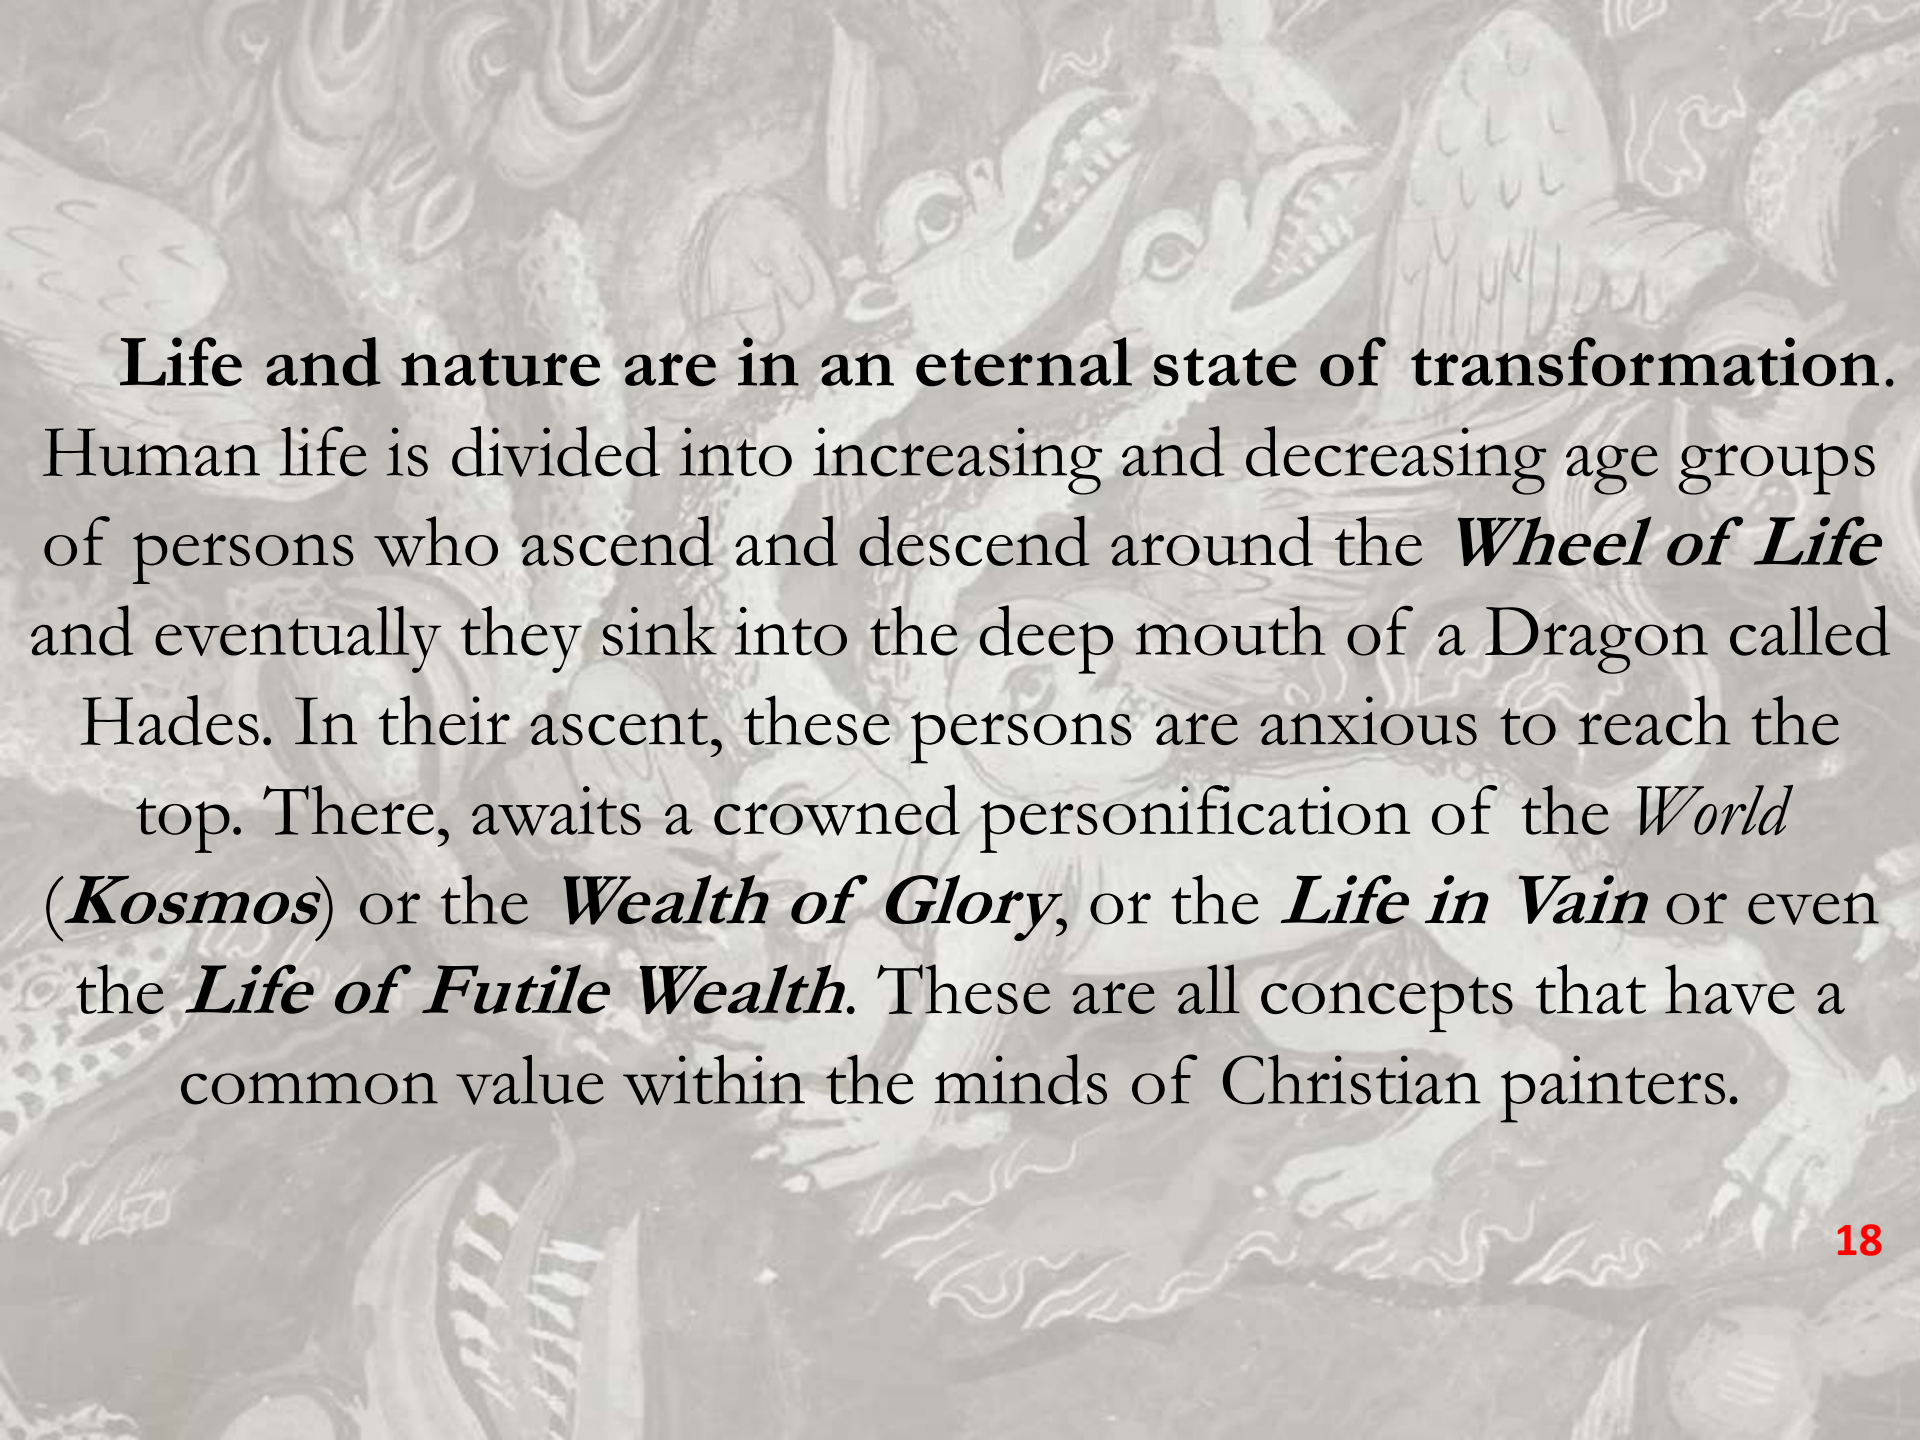 Life and nature are in an eternal state of transformation.
Human life is divided into increasing and decreasing age groups
of persons who ascend and descend around the Wheel of Life
and eventually they sink into the deep mouth of a Dragon called
Hades. In their ascent, these persons are anxious to reach the
top. There, awaits a crowned personification of the World
(Kosmos) or the Wealth of Glory, or the Life in Vain or even
the Life of Futile Wealth. These are all concepts that have a
common value within the minds of Christian painters.
18